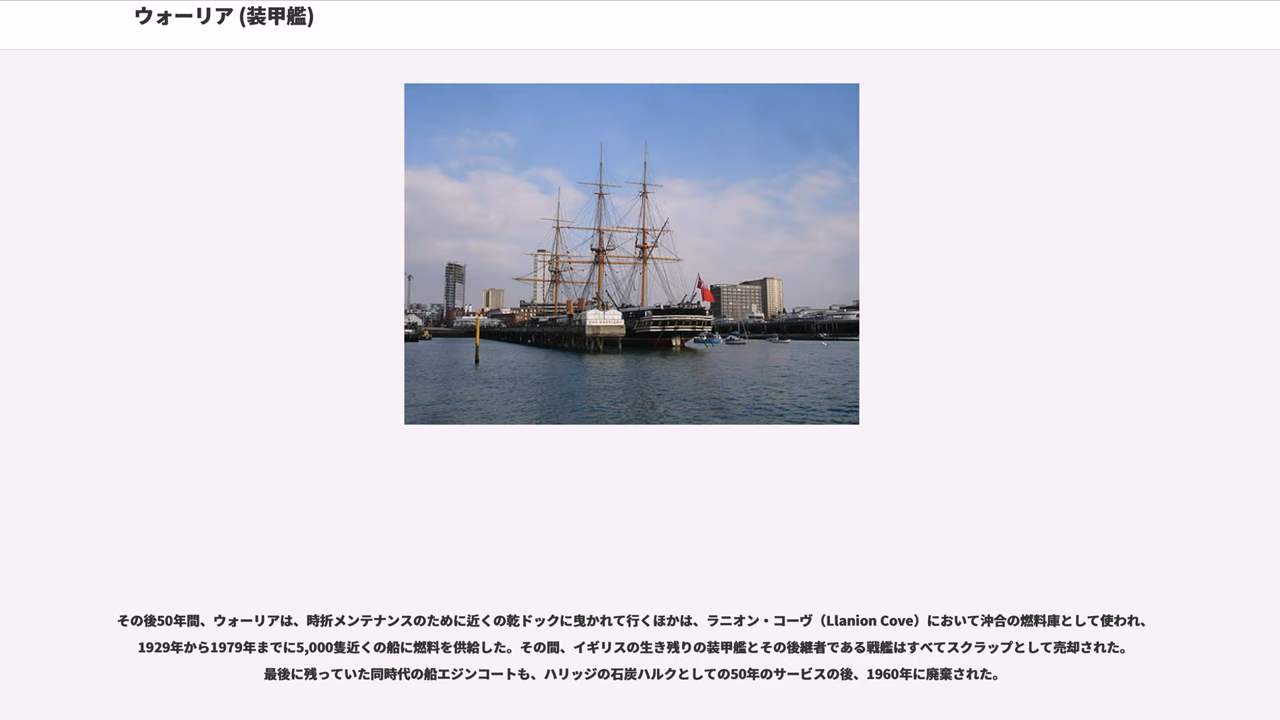 ウォーリア (装甲艦)
その後50年間、ウォーリアは、時折メンテナンスのために近くの乾ドックに曳かれて行くほかは、ラニオン・コーヴ（Llanion Cove）において沖合の燃料庫として使われ、
1929年から1979年までに5,000隻近くの船に燃料を供給した。その間、イギリスの生き残りの装甲艦とその後継者である戦艦はすべてスクラップとして売却された。
最後に残っていた同時代の船エジンコートも、ハリッジの石炭ハルクとしての50年のサービスの後、1960年に廃棄された。